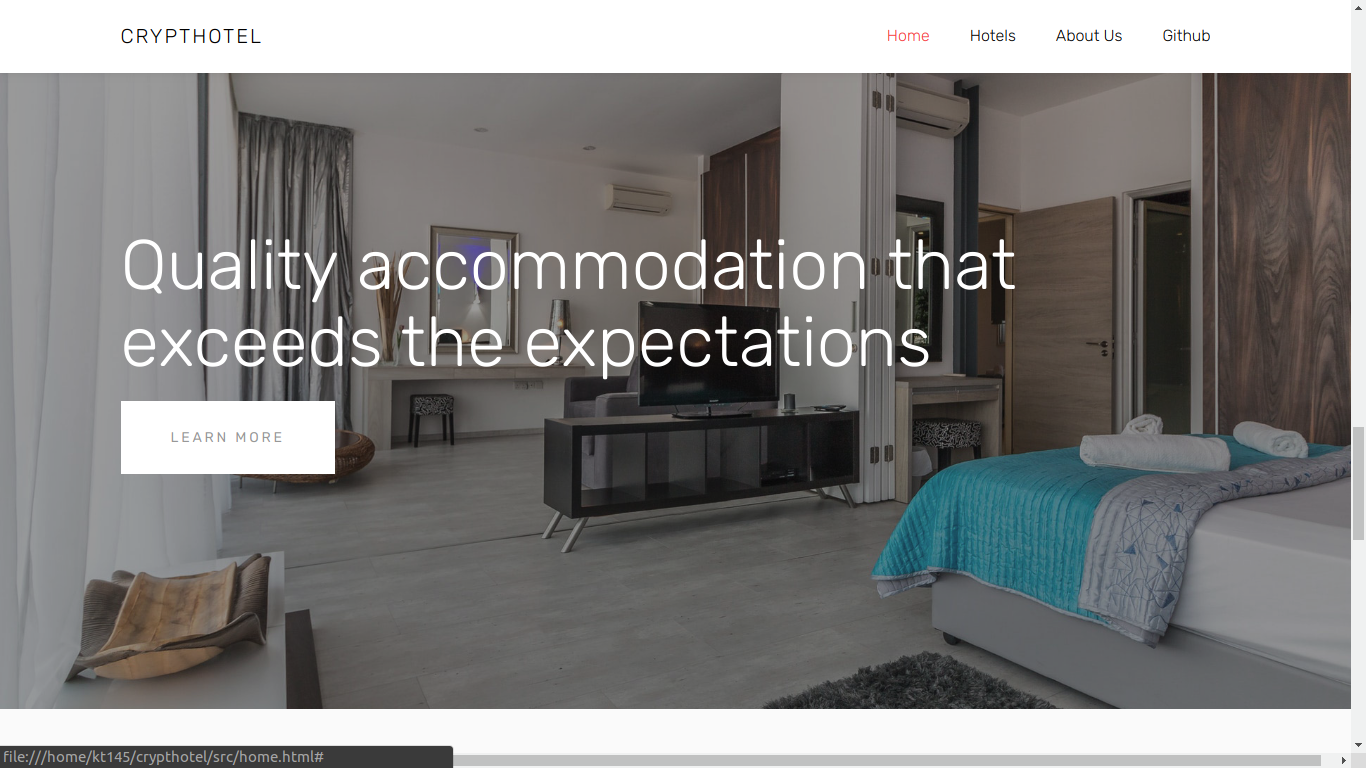 CRYPTHOTEL
Home Hotels About Us Github
Quality accommodation that
exceeds the expectations
LEARN MORE
file:///home/kt145/crypthotel/src/home.html#